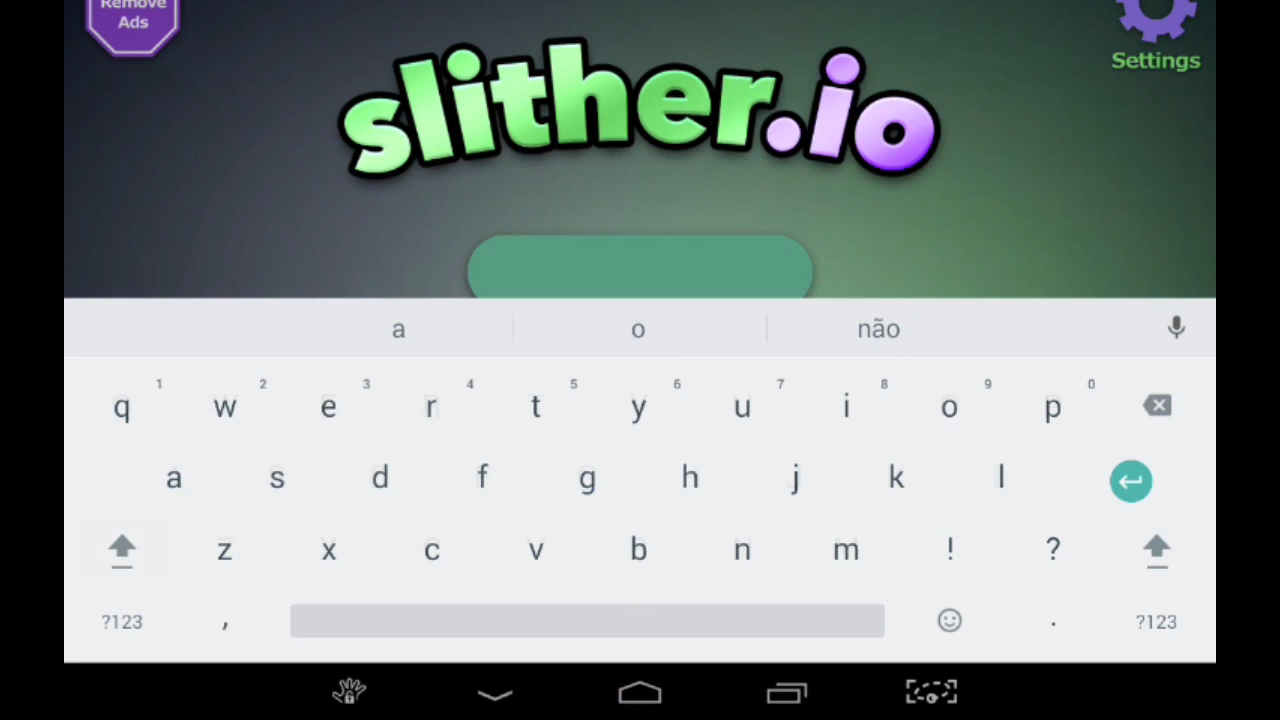 Remove
Ads
slither.io
Settings
a o não
1 2 3 4 5 6 7 8 9 0
q w e r t y u i o p
a s d f g h j k l
z x c v b n m ! ?
?123 , . ?123